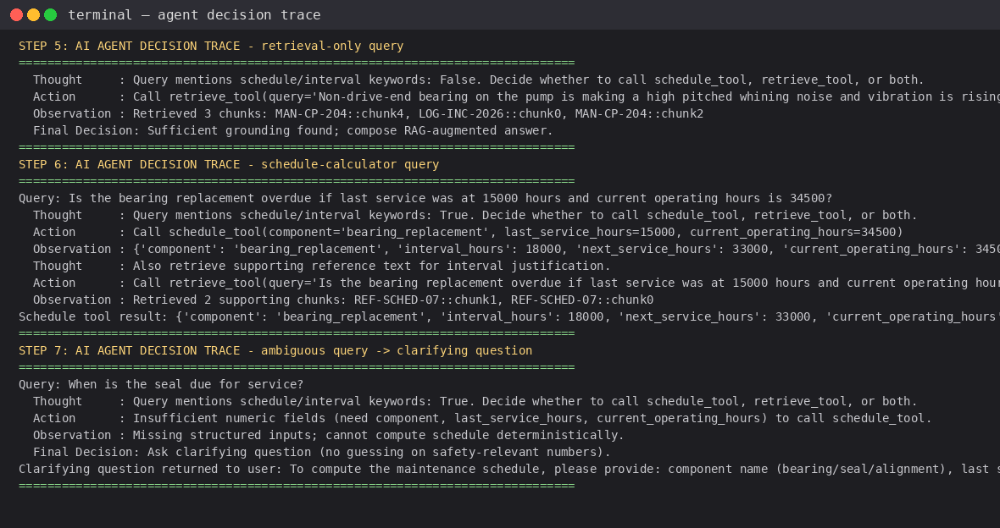 terminal — agent decision trace
STEP 5: AI AGENT DECISION TRACE - retrieval-only query
==============================================================================
Thought     : Query mentions schedule/interval keywords: False. Decide whether to call schedule_tool, retrieve_tool, or both.
Action      : Call retrieve_tool(query='Non-drive-end bearing on the pump is making a high pitched whining noise and vibration is rising
Observation : Retrieved 3 chunks: MAN-CP-204::chunk4, LOG-INC-2026::chunk0, MAN-CP-204::chunk2
Final Decision: Sufficient grounding found; compose RAG-augmented answer.
==============================================================================
STEP 6: AI AGENT DECISION TRACE - schedule-calculator query
==============================================================================
Query: Is the bearing replacement overdue if last service was at 15000 hours and current operating hours is 34500?
Thought     : Query mentions schedule/interval keywords: True. Decide whether to call schedule_tool, retrieve_tool, or both.
Action      : Call schedule_tool(component='bearing_replacement', last_service_hours=15000, current_operating_hours=34500)
Observation : {'component': 'bearing_replacement', 'interval_hours': 18000, 'next_service_hours': 33000, 'current_operating_hours': 3450
Thought     : Also retrieve supporting reference text for interval justification.
Action      : Call retrieve_tool(query='Is the bearing replacement overdue if last service was at 15000 hours and current operating hour
Observation : Retrieved 2 supporting chunks: REF-SCHED-07::chunk1, REF-SCHED-07::chunk0
Schedule tool result: {'component': 'bearing_replacement', 'interval_hours': 18000, 'next_service_hours': 33000, 'current_operating_hours'
==============================================================================
STEP 7: AI AGENT DECISION TRACE - ambiguous query -> clarifying question
==============================================================================
Query: When is the seal due for service?
Thought     : Query mentions schedule/interval keywords: True. Decide whether to call schedule_tool, retrieve_tool, or both.
Action      : Insufficient numeric fields (need component, last_service_hours, current_operating_hours) to call schedule_tool.
Observation : Missing structured inputs; cannot compute schedule deterministically.
Final Decision: Ask clarifying question (no guessing on safety-relevant numbers).
Clarifying question returned to user: To compute the maintenance schedule, please provide: component name (bearing/seal/alignment), last s
==============================================================================